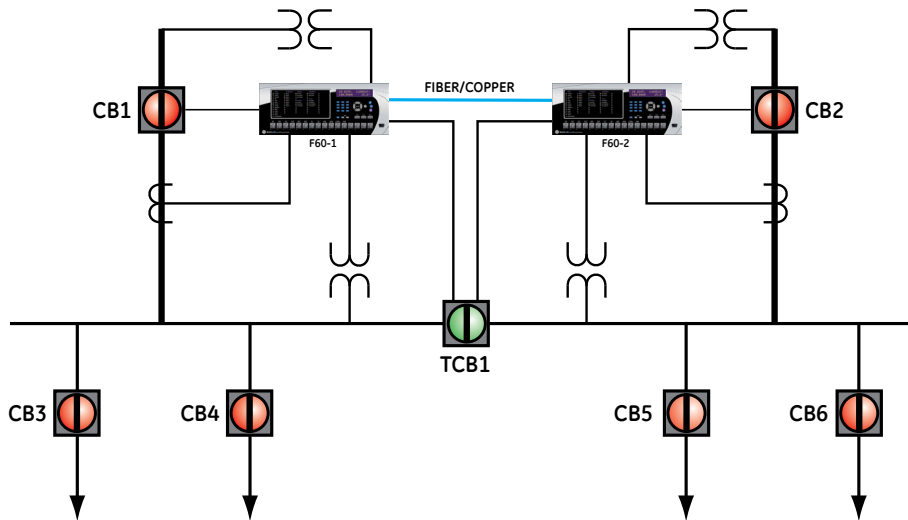 FIBER/COPPER
CB1
CB2
F60-1
F60-2
TCB1
CB3
CB4
CB5
CB6